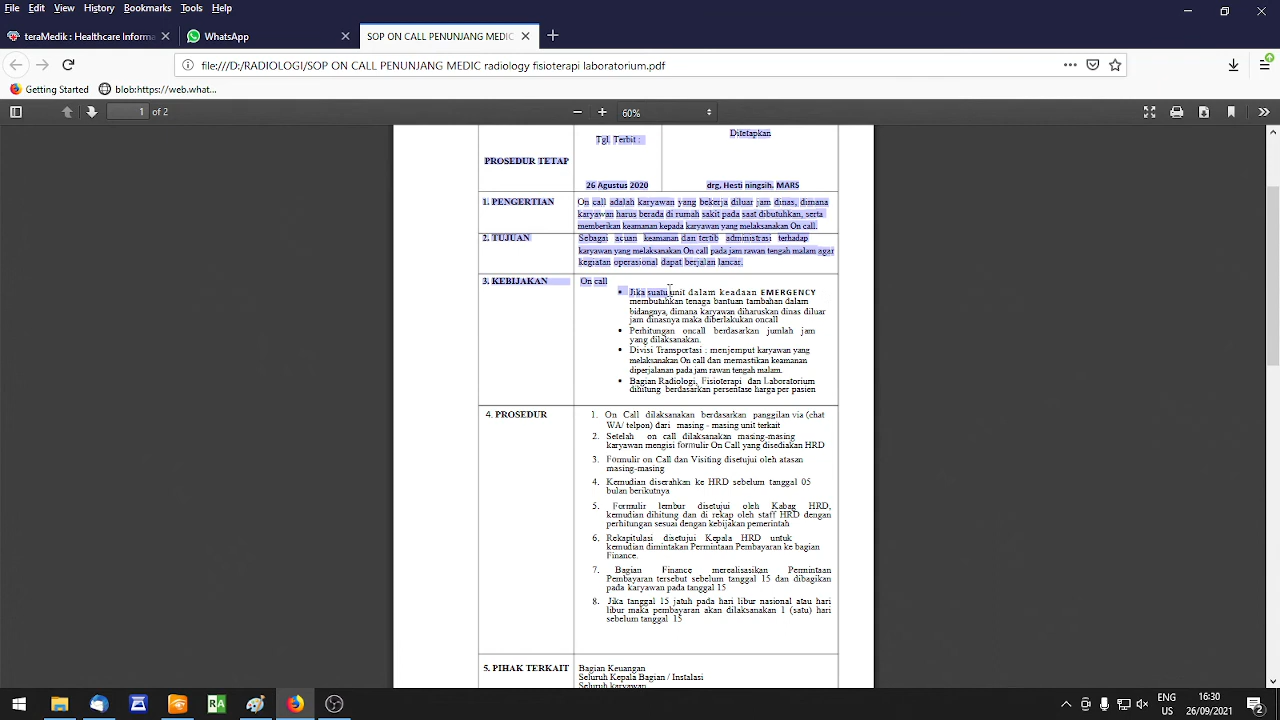 File Edit View History Bookmarks Tools Help
teraMedik : Healthcare Informa
WhatsApp
SOP ON CALL PENUNJANG MEDIC
file:///D:/RADIOLOGI/SOP ON CALL PENUNJANG MEDIC radiology fisioterapi laboratorium.pdf
Getting Started blob:https://web.what...
1 of 2
60%
Tgl. Terbit :
Ditetapkan
PROSEDUR TETAP
26 Agustus 2020
drg, Hesti ningsih. MARS
1. PENGERTIAN
On call adalah karyawan yang bekerja diluar jam dinas, dimana
karyawan harus berada di rumah sakit pada saat dibutuhkan, serta
memberikan keamanan kepada karyawan yang melaksanakan On call.
2. TUJUAN
Sebagai acuan keamanan dan tertib administrasi terhadap
karyawan yang melaksanakan On call pada jam rawan tengah malam agar
kegiatan operasional dapat berjalan lancar.
3. KEBIJAKAN
On call
• Jika suatu unit dalam keadaan EMERGENCY
membutuhkan tenaga bantuan tambahan dalam
bidangnya, dimana karyawan diharuskan dinas diluar
jam dinasnya maka diberlakukan oncall
• Perhitungan oncall berdasarkan jumlah jam
yang dilaksanakan.
• Divisi Transportasi : menjemput karyawan yang
melaksanakan On call dan memastikan keamanan
diperjalanan pada jam rawan tengah malam.
• Bagian Radiologi, Fisioterapi dan Laboratorium
dihitung berdasarkan persentase harga per pasien
4. PROSEDUR
1. On Call dilaksanakan berdasarkan panggilan via (chat
WA/ telpon) dari masing - masing unit terkait
2. Setelah on call dilaksanakan masing-masing
karyawan mengisi formulir On Call yang disediakan HRD
3. Formulir on Call dan Visiting disetujui oleh atasan
masing-masing
4. Kemudian diserahkan ke HRD sebelum tanggal 05
bulan berikutnya
5. Formulir lembur disetujui oleh Kabag HRD,
kemudian dihitung dan di rekap oleh staff HRD dengan
perhitungan sesuai dengan kebijakan pemerintah
6. Rekapitulasi disetujui Kepala HRD untuk
kemudian dimintakan Permintaan Pembayaran ke bagian
Finance.
7. Bagian Finance merealisasikan Permintaan
Pembayaran tersebut sebelum tanggal 15 dan dibagikan
pada karyawan pada tanggal 15
8. Jika tanggal 15 jatuh pada hari libur nasional atau hari
libur maka pembayaran akan dilaksanakan 1 (satu) hari
sebelum tanggal 15
5. PIHAK TERKAIT
Bagian Keuangan
Seluruh Kepala Bagian / Instalasi
Seluruh karyawan
RA
ENG
US
16:30
26/09/2021